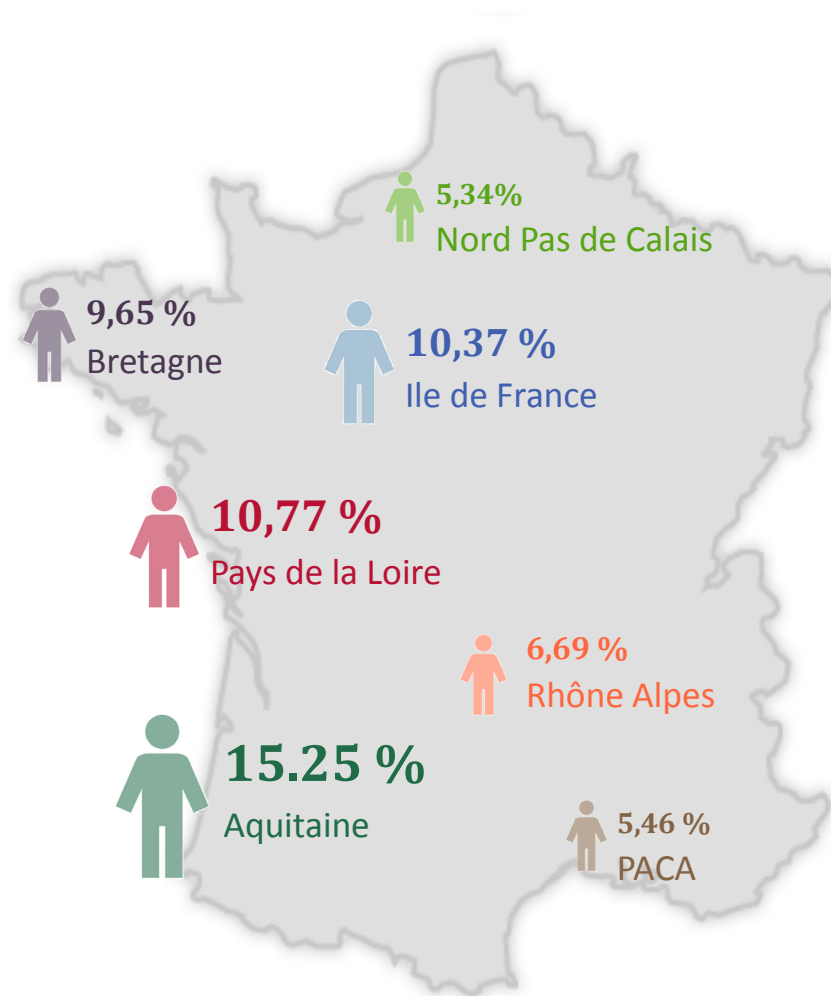 5,34%
Nord Pas de Calais
9,65 %
Bretagne
10,37 %
Ile de France
10,77 %
Pays de la Loire
6,69 %
Rhône Alpes
15.25 %
Aquitaine
5,46 %
PACA